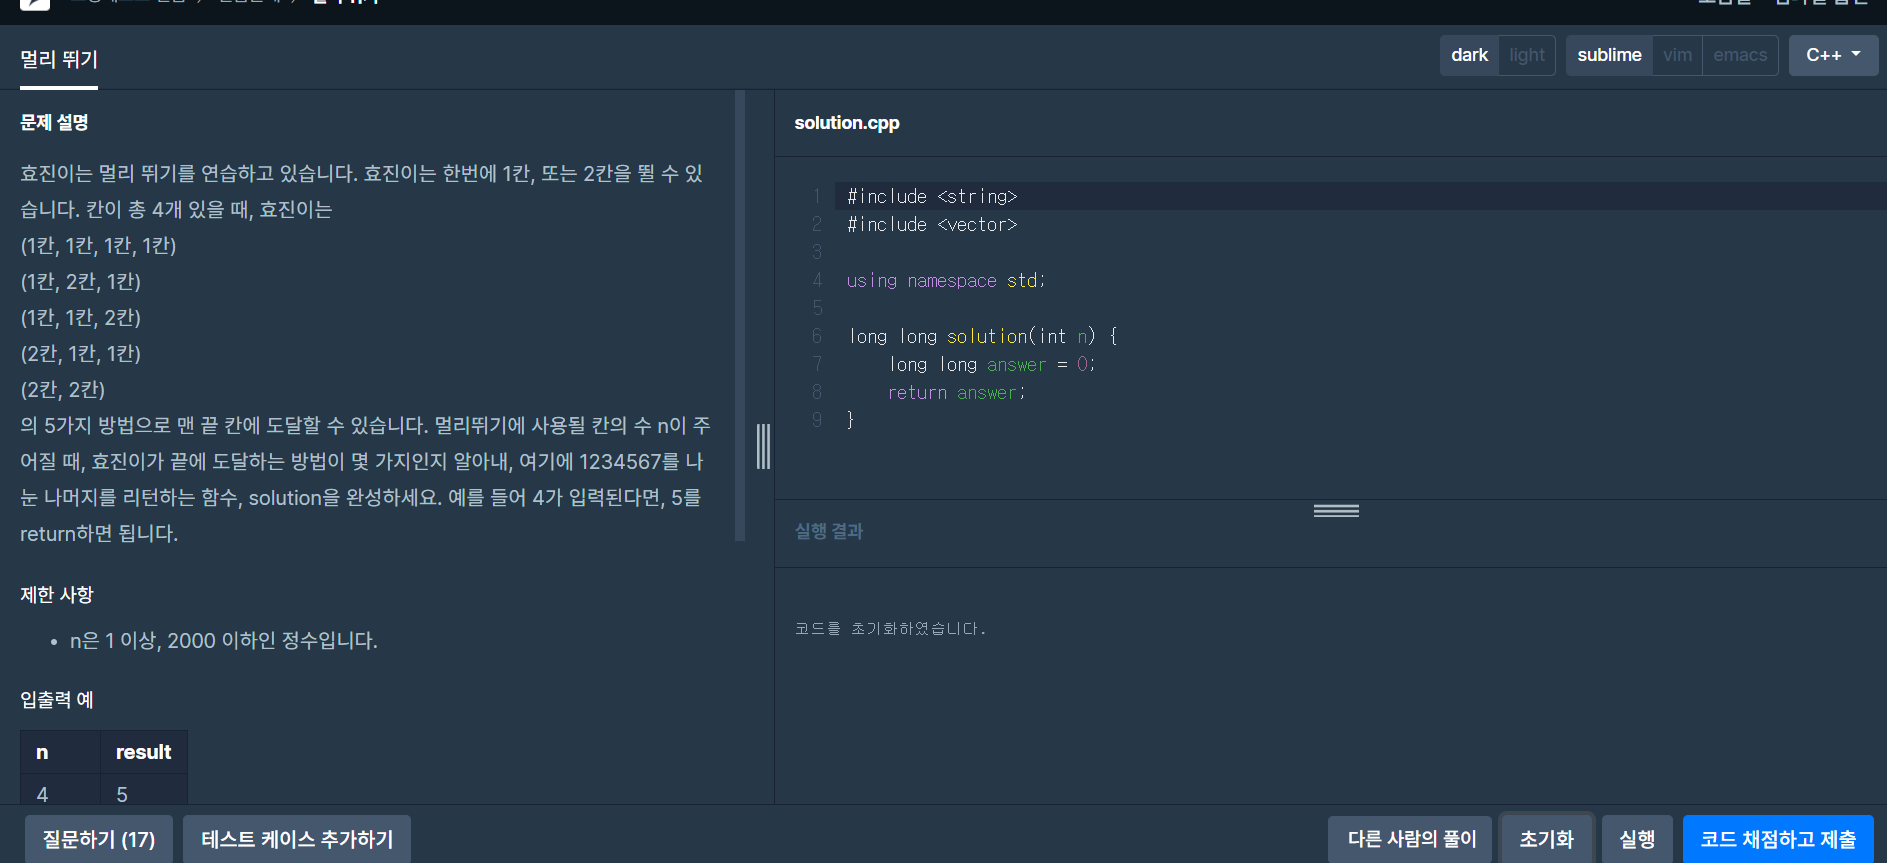 멀리 뛰기
dark light sublime vim emacs C++
문제 설명
효진이는 멀리 뛰기를 연습하고 있습니다. 효진이는 한번에 1칸, 또는 2칸을 뛸 수 있
습니다. 칸이 총 4개 있을 때, 효진이는
(1칸, 1칸, 1칸, 1칸)
(1칸, 2칸, 1칸)
(1칸, 1칸, 2칸)
(2칸, 1칸, 1칸)
(2칸, 2칸)
의 5가지 방법으로 맨 끝 칸에 도달할 수 있습니다. 멀리뛰기에 사용될 칸의 수 n이 주
어질 때, 효진이가 끝에 도달하는 방법이 몇 가지인지 알아내, 여기에 1234567를 나
눈 나머지를 리턴하는 함수, solution을 완성하세요. 예를 들어 4가 입력된다면, 5를
return하면 됩니다.
제한 사항
• n은 1 이상, 2000 이하인 정수입니다.
입출력 예
n result
4 5
solution.cpp
1 #include <string>
2 #include <vector>
3
4 using namespace std;
5
6 long long solution(int n) {
7 long long answer = 0;
8 return answer;
9 }
실행 결과
코드를 초기화하였습니다.
질문하기 (17) 테스트 케이스 추가하기 다른 사람의 풀이 초기화 실행 코드 채점하고 제출